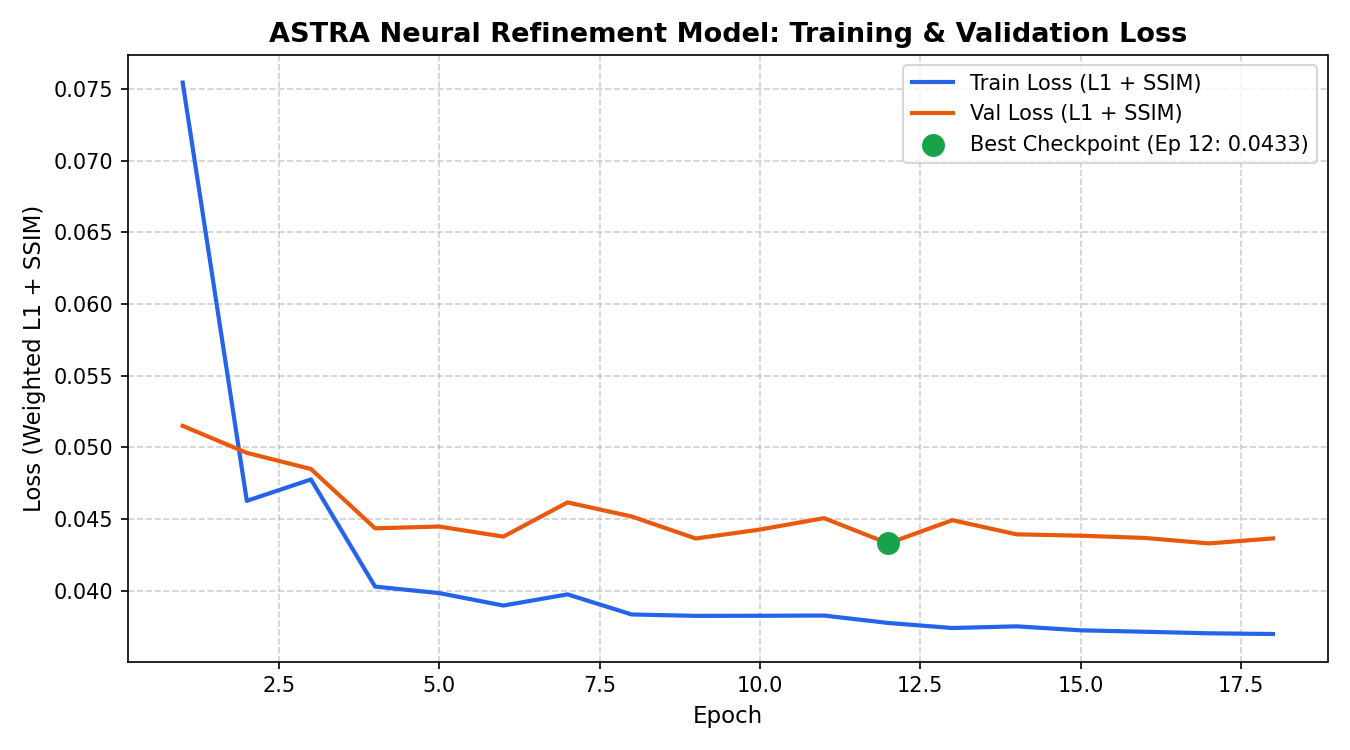 ASTRA Neural Refinement Model: Training & Validation Loss
Train Loss (L1 + SSIM)
Val Loss (L1 + SSIM)
Best Checkpoint (Ep 12: 0.0433)
Loss (Weighted L1 + SSIM)
0.075
0.070
0.065
0.060
0.055
0.050
0.045
0.040
2.5 5.0 7.5 10.0 12.5 15.0 17.5
Epoch